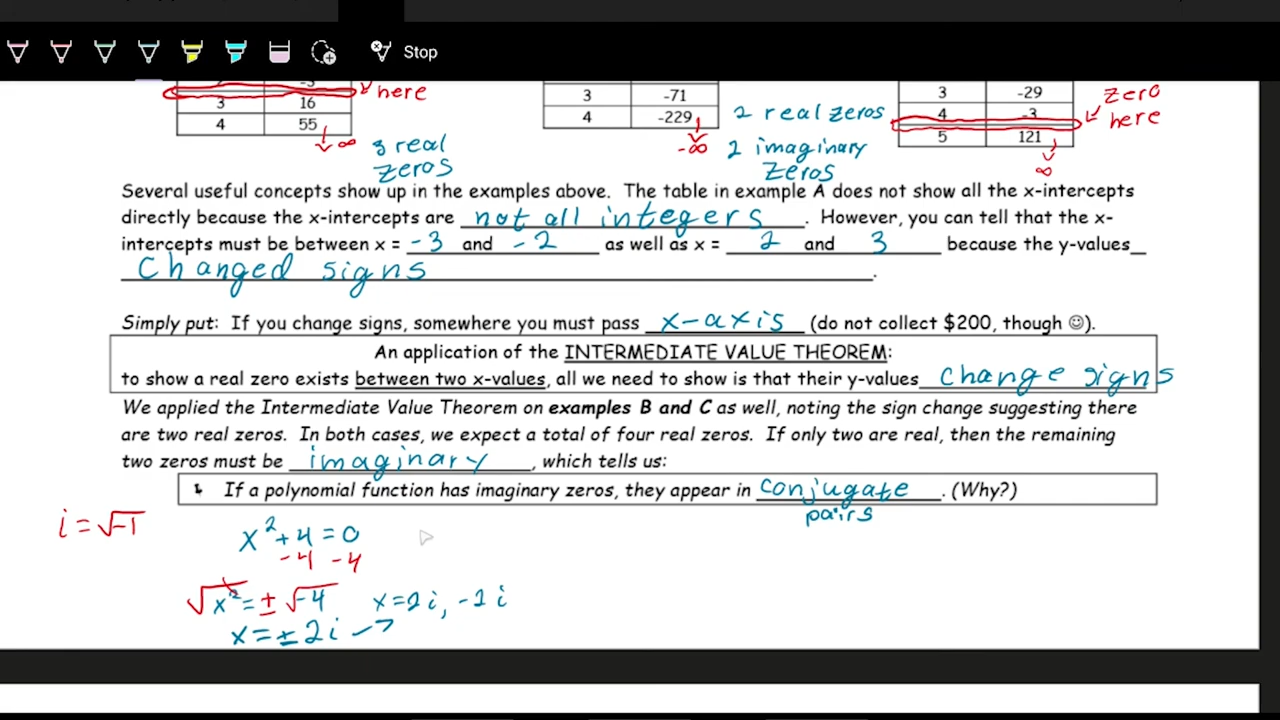 Stop
2 -3
3 16
4 55
∞
here
3 real
zeros
3 -71
4 -229
-∞
2 real zeros
2 imaginary
zeros
3 -29
4 -3
5 121
∞
zero
here
Several useful concepts show up in the examples above. The table in example A does not show all the x-intercepts
directly because the x-intercepts are not all integers. However, you can tell that the x-
intercepts must be between x = -3 and -2 as well as x = 2 and 3 because the y-values
Changed signs.
Simply put: If you change signs, somewhere you must pass x-axis (do not collect $200, though ☺).
An application of the INTERMEDIATE VALUE THEOREM:
to show a real zero exists between two x-values, all we need to show is that their y-values change signs
We applied the Intermediate Value Theorem on examples B and C as well, noting the sign change suggesting there
are two real zeros. In both cases, we expect a total of four real zeros. If only two are real, then the remaining
two zeros must be imaginary, which tells us:
If a polynomial function has imaginary zeros, they appear in conjugate. (Why?)
pairs
i = √-1
x² + 4 = 0
-4 -4
√x² = ± √-4 x = 2i, -2i
x = ± 2i →